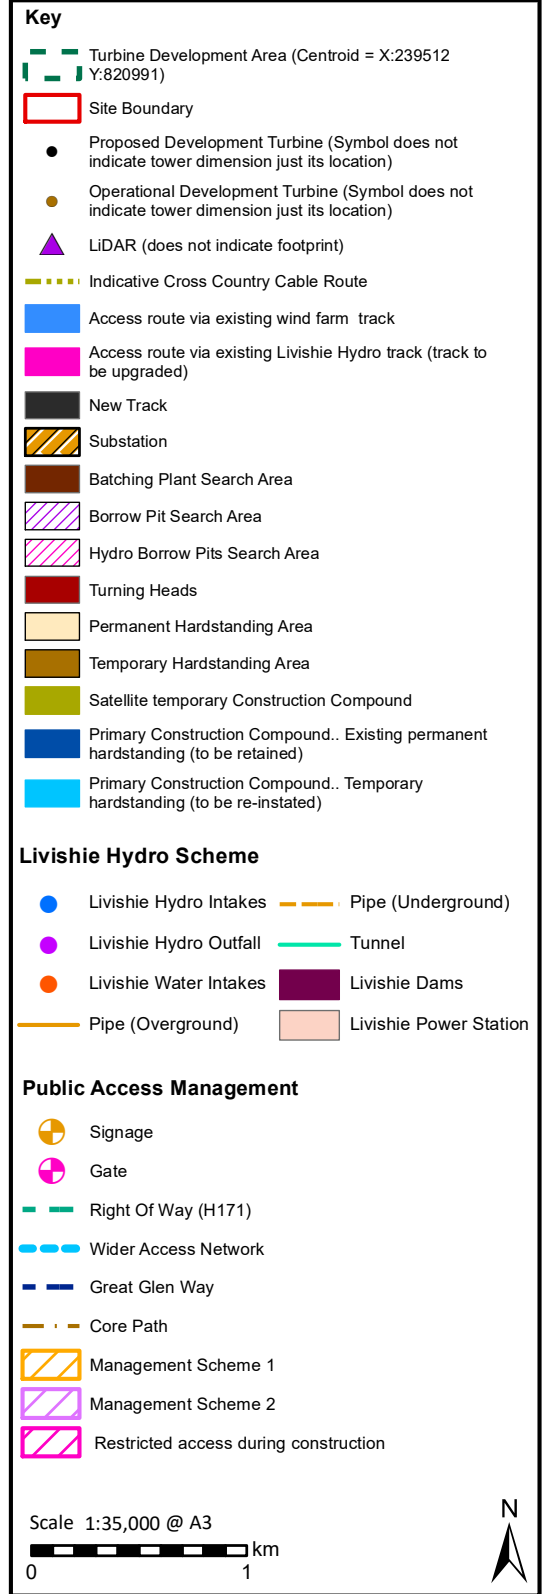 Key
Turbine Development Area (Centroid = X:239512
Y:820991)
Site Boundary
Proposed Development Turbine (Symbol does not
indicate tower dimension just its location)
Operational Development Turbine (Symbol does not
indicate tower dimension just its location)
LiDAR (does not indicate footprint)
Indicative Cross Country Cable Route
Access route via existing wind farm  track
Access route via existing Livishie Hydro track (track to
be upgraded)
New Track
Substation
Batching Plant Search Area
Borrow Pit Search Area
Hydro Borrow Pits Search Area
Turning Heads
Permanent Hardstanding Area
Temporary Hardstanding Area
Satellite temporary Construction Compound
Primary Construction Compound.. Existing permanent
hardstanding (to be retained)
Primary Construction Compound.. Temporary
hardstanding (to be re-instated)
Livishie Hydro Scheme
Livishie Hydro Intakes
Pipe (Underground)
Livishie Hydro Outfall
Tunnel
Livishie Water Intakes
Livishie Dams
Pipe (Overground)
Livishie Power Station
Public Access Management
Signage
Gate
Right Of Way (H171)
Wider Access Network
Great Glen Way
Core Path
Management Scheme 1
Management Scheme 2
Restricted access during construction
Scale 1:35,000 @ A3
N
km
0 1